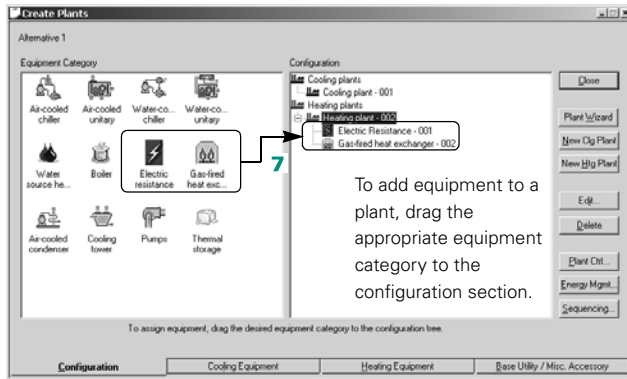 Create Plants
Alternative 1
Equipment Category
Configuration
Air-cooled chiller
Air-cooled unitary
Water-co... chiller
Water-co... unitary
Water source he...
Boiler
Electric resistance
Gas-fired heat exc...
Air-cooled condenser
Cooling tower
Pumps
Thermal storage
7
Cooling plants
Cooling plant - 001
Heating plants
Heating plant - 002
Electric Resistance - 001
Gas-fired heat exchanger - 002
To add equipment to a
plant, drag the
appropriate equipment
category to the
configuration section.
Close
Plant Wizard
New Clg Plant
New Htg Plant
Edit...
Delete
Plant Ctrl...
Energy Mgmt...
Sequencing...
To assign equipment, drag the desired equipment category to the configuration tree.
Configuration
Cooling Equipment
Heating Equipment
Base Utility / Misc. Accessory